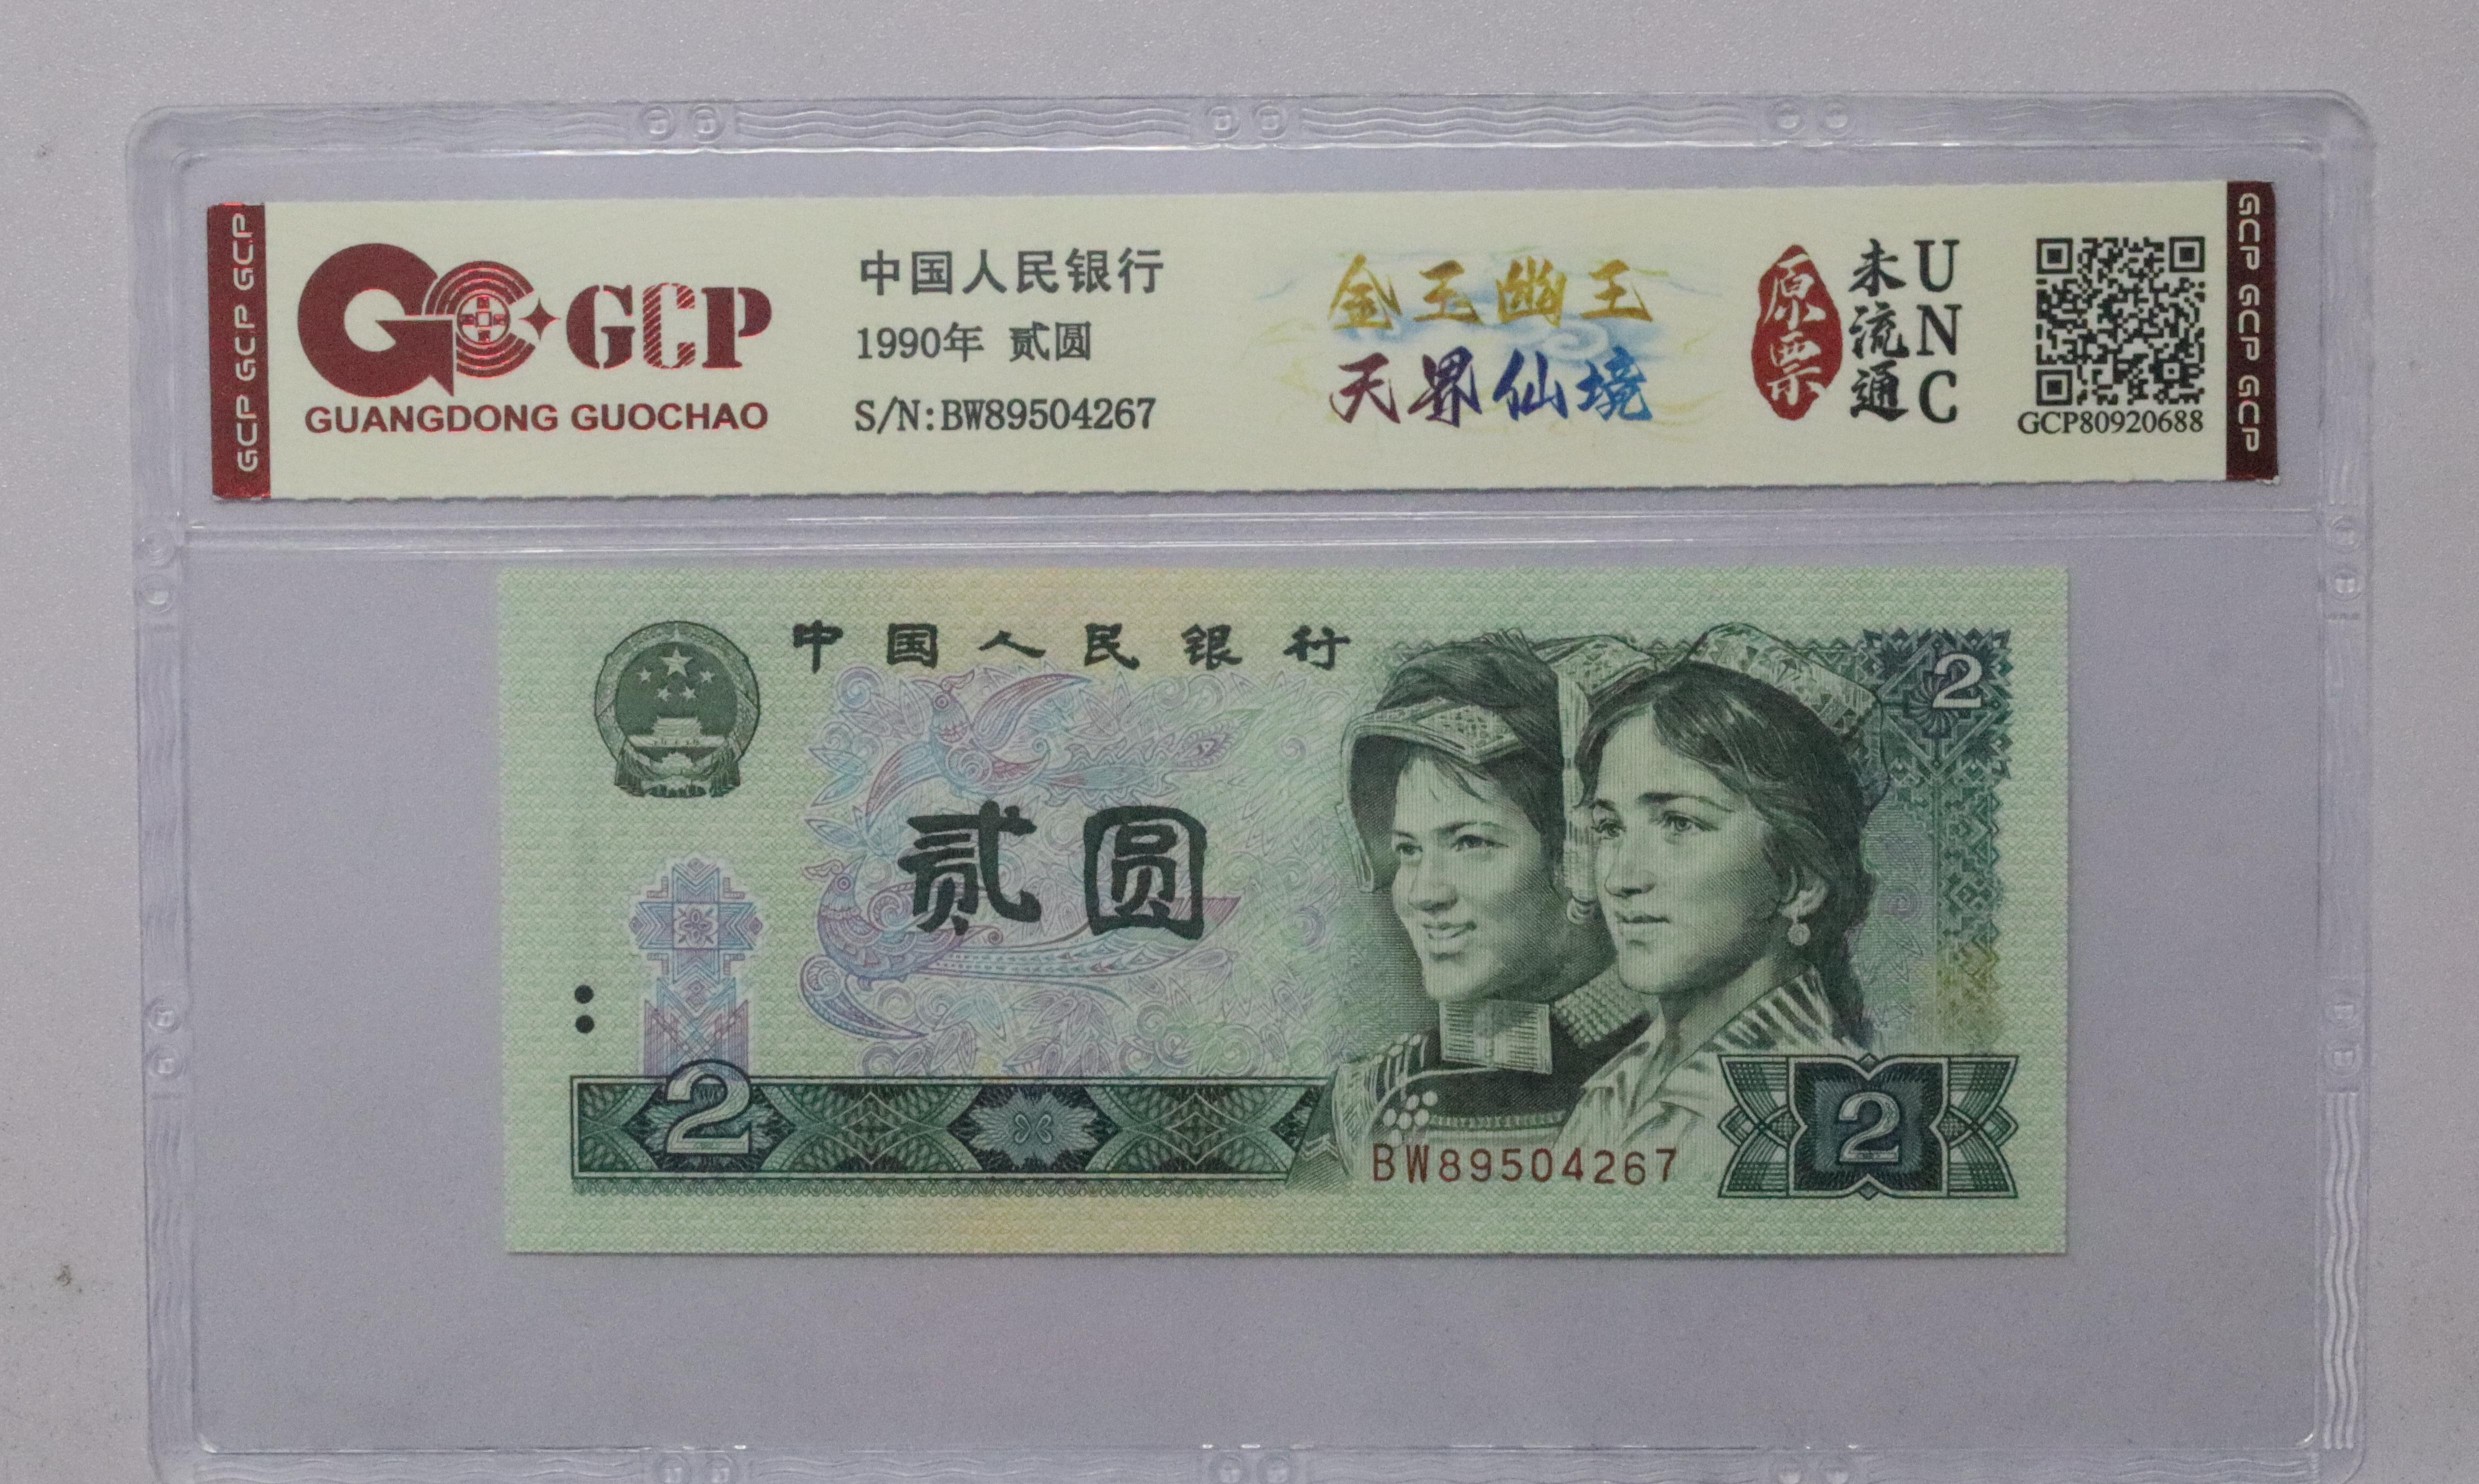 GCP GCP GCP
GCP
GUANGDONG GUOCHAO
中国人民银行
1990年 贰圆
S/N:BW89504267
金玉幽王
天界仙境
原票
未流通
UNC
GCP80920688
GCP GCP GCP
中国人民银行
2
贰圆
2
BW89504267
2